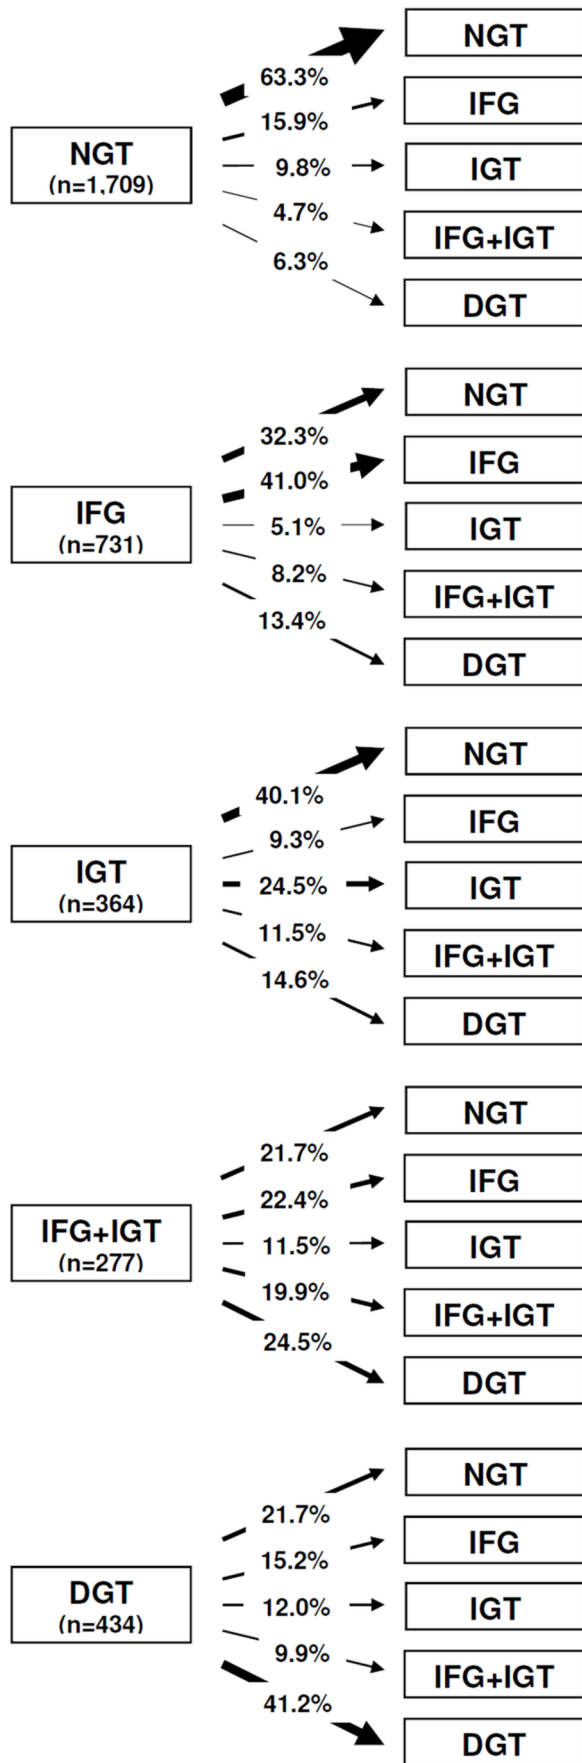 NGT
63.3%
IFG
15.9%
NGT
(n=1,709)
9.8%
IGT
4.7%
IFG+IGT
6.3%
DGT
NGT
32.3%
IFG
41.0%
IFG
(n=731)
5.1%
IGT
8.2%
IFG+IGT
13.4%
DGT
NGT
40.1%
IFG
9.3%
IGT
(n=364)
24.5%
IGT
11.5%
IFG+IGT
14.6%
DGT
NGT
21.7%
IFG
22.4%
IFG+IGT
(n=277)
11.5%
IGT
19.9%
IFG+IGT
24.5%
DGT
NGT
21.7%
IFG
15.2%
DGT
(n=434)
12.0%
IGT
9.9%
IFG+IGT
41.2%
DGT